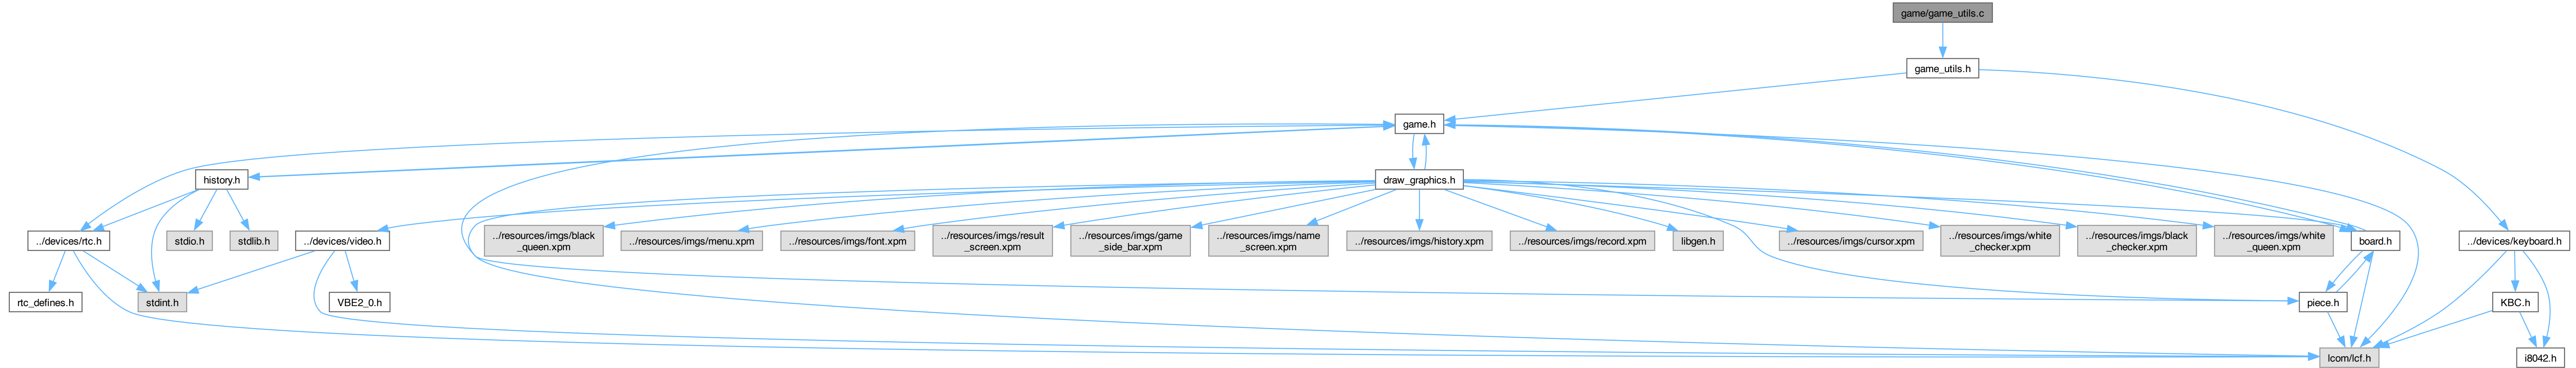 game/game_utils.c
game_utils.h
game.h
history.h
draw_graphics.h
../devices/rtc.h
stdio.h
stdlib.h
../devices/video.h
../resources/imgs/black
_queen.xpm
../resources/imgs/menu.xpm
../resources/imgs/font.xpm
../resources/imgs/result
_screen.xpm
../resources/imgs/game
_side_bar.xpm
../resources/imgs/name
_screen.xpm
../resources/imgs/history.xpm
../resources/imgs/record.xpm
libgen.h
../resources/imgs/cursor.xpm
../resources/imgs/white
_checker.xpm
../resources/imgs/black
_checker.xpm
../resources/imgs/white
_queen.xpm
board.h
../devices/keyboard.h
rtc_defines.h
stdint.h
VBE2_0.h
piece.h
KBC.h
lcom/lcf.h
i8042.h